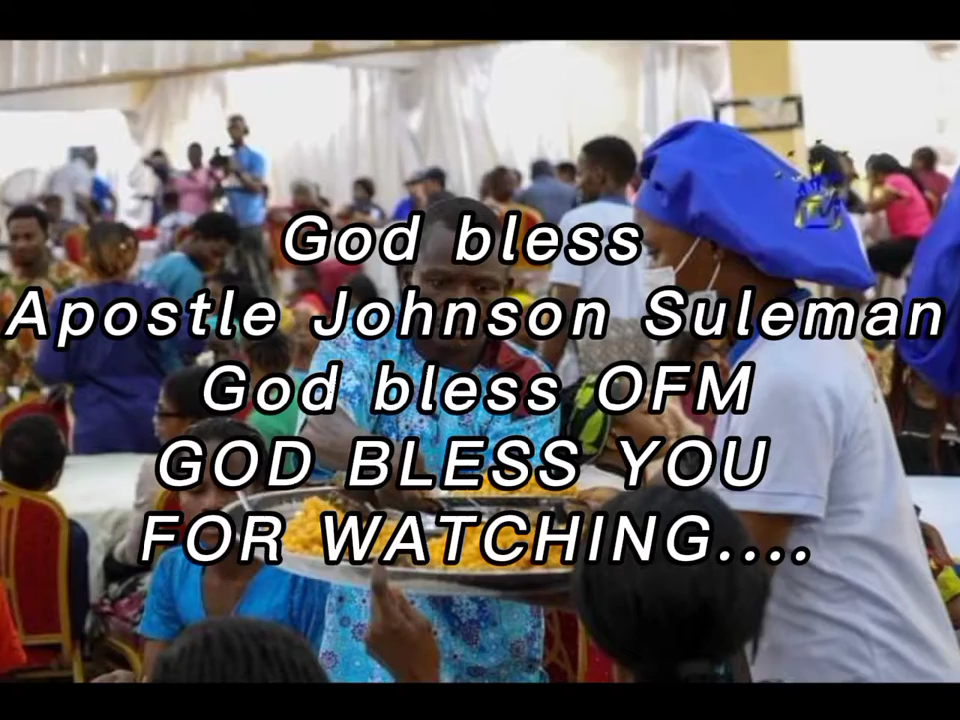 God bless
Apostle Johnson Suleman
God bless OFM
GOD BLESS YOU
FOR WATCHING....